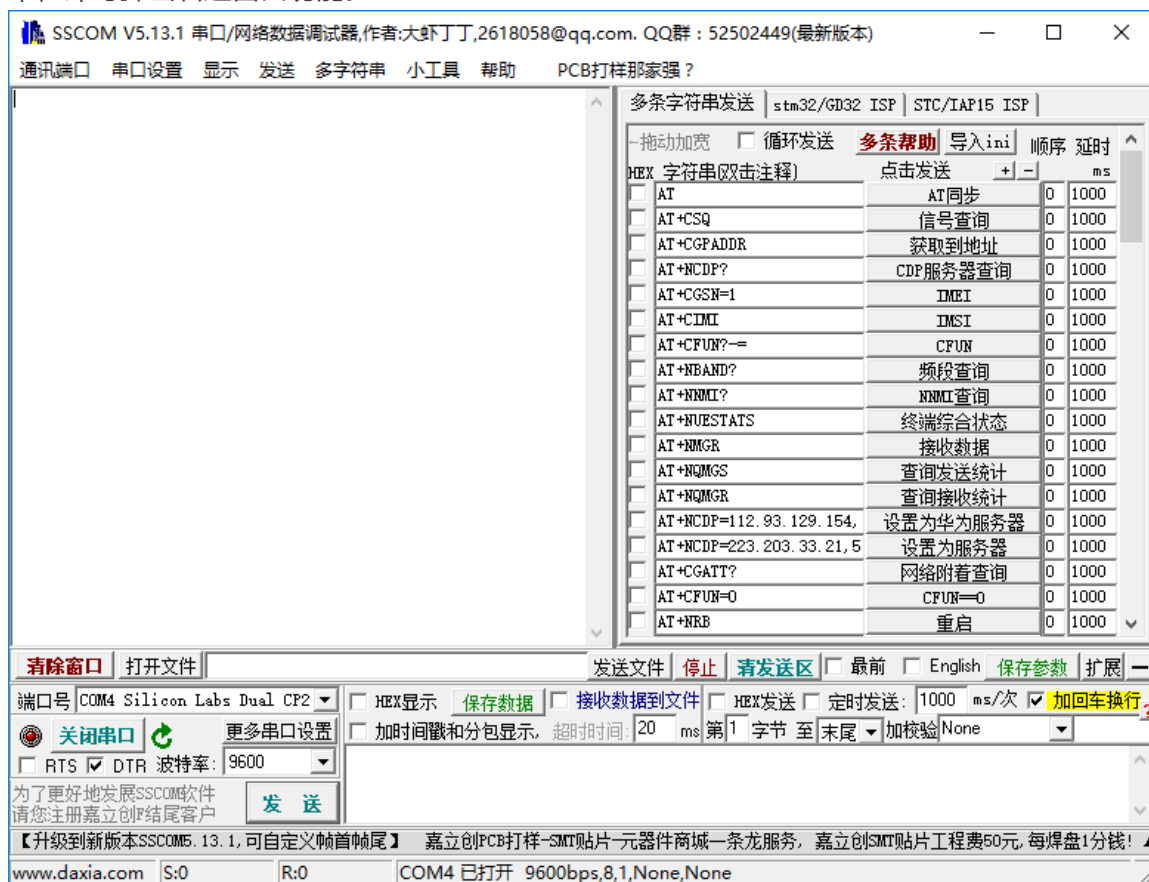 SSCOM V5.13.1 串口/网络数据调试器,作者:大虾丁丁,2618058@qq.com. QQ群：52502449(最新版本)
通讯端口 串口设置 显示 发送 多字符串 小工具 帮助 PCB打样那家强？
多条字符串发送 stm32/GD32 ISP STC/IAP15 ISP
←拖动加宽 循环发送 多条帮助 导入ini 顺序 延时
HEX 字符串(双击注释) 点击发送 + - ms
AT AT同步 0 1000
AT+CSQ 信号查询 0 1000
AT+CGPADDR 获取到地址 0 1000
AT+NCDP? CDP服务器查询 0 1000
AT+CGSN=1 IMEI 0 1000
AT+CIMI IMSI 0 1000
AT+CFUN?-= CFUN 0 1000
AT+NBAND? 频段查询 0 1000
AT+NNMI? NNMI查询 0 1000
AT+NUESTATS 终端综合状态 0 1000
AT+NMGR 接收数据 0 1000
AT+NQMGS 查询发送统计 0 1000
AT+NQMGR 查询接收统计 0 1000
AT+NCDP=112.93.129.154, 设置为华为服务器 0 1000
AT+NCDP=223.203.33.21,5 设置为服务器 0 1000
AT+CGATT? 网络附着查询 0 1000
AT+CFUN=0 CFUN==0 0 1000
AT+NRB 重启 0 1000
清除窗口 打开文件 发送文件 停止 清发送区 最前 English 保存参数 扩展 —
端口号 COM4 Silicon Labs Dual CP2 HEX显示 保存数据 接收数据到文件 HEX发送 定时发送: 1000 ms/次 加回车换行
关闭串口 更多串口设置 加时间戳和分包显示, 超时时间: 20 ms 第1 字节 至 末尾 加校验 None
RTS DTR 波特率: 9600
为了更好地发展SSCOM软件
请您注册嘉立创F结尾客户
发 送
【升级到新版本SSCOM5.13.1,可自定义帧首帧尾】 嘉立创PCB打样-SMT贴片-元器件商城一条龙服务, 嘉立创SMT贴片工程费50元,每焊盘1分钱!
www.daxia.com S:0 R:0 COM4 已打开 9600bps,8,1,None,None